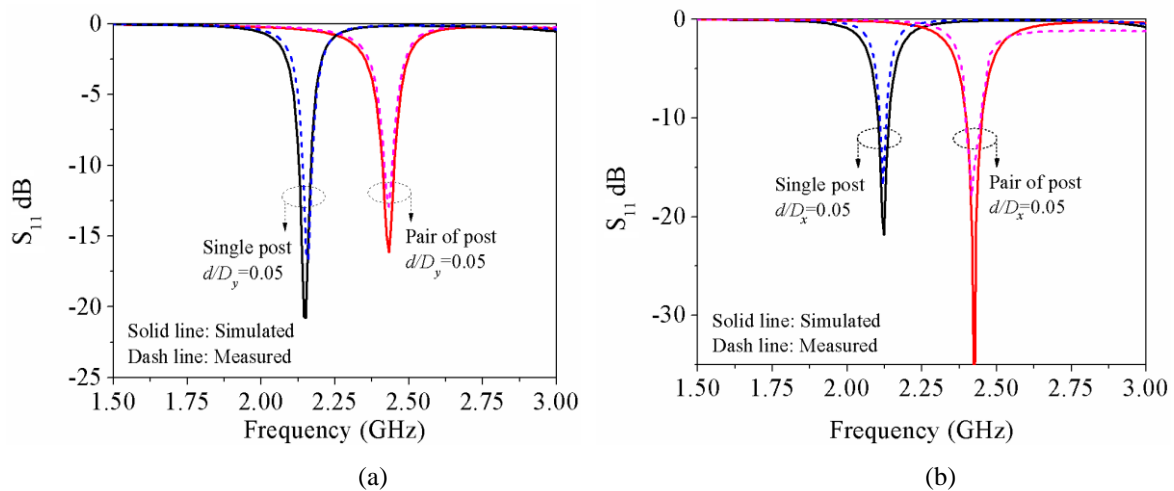 0
-5
-10
-15
-20
-25
S₁₁ dB
Single post
d/D_y=0.05
Pair of post
d/D_y=0.05
Solid line: Simulated
Dash line: Measured
1.50 1.75 2.00 2.25 2.50 2.75 3.00
Frequency (GHz)
(a)
0
-10
-20
-30
S₁₁ dB
Single post
d/Dₓ=0.05
Pair of post
d/Dₓ=0.05
Solid line: Simulated
Dash line: Measured
1.50 1.75 2.00 2.25 2.50 2.75 3.00
Frequency (GHz)
(b)